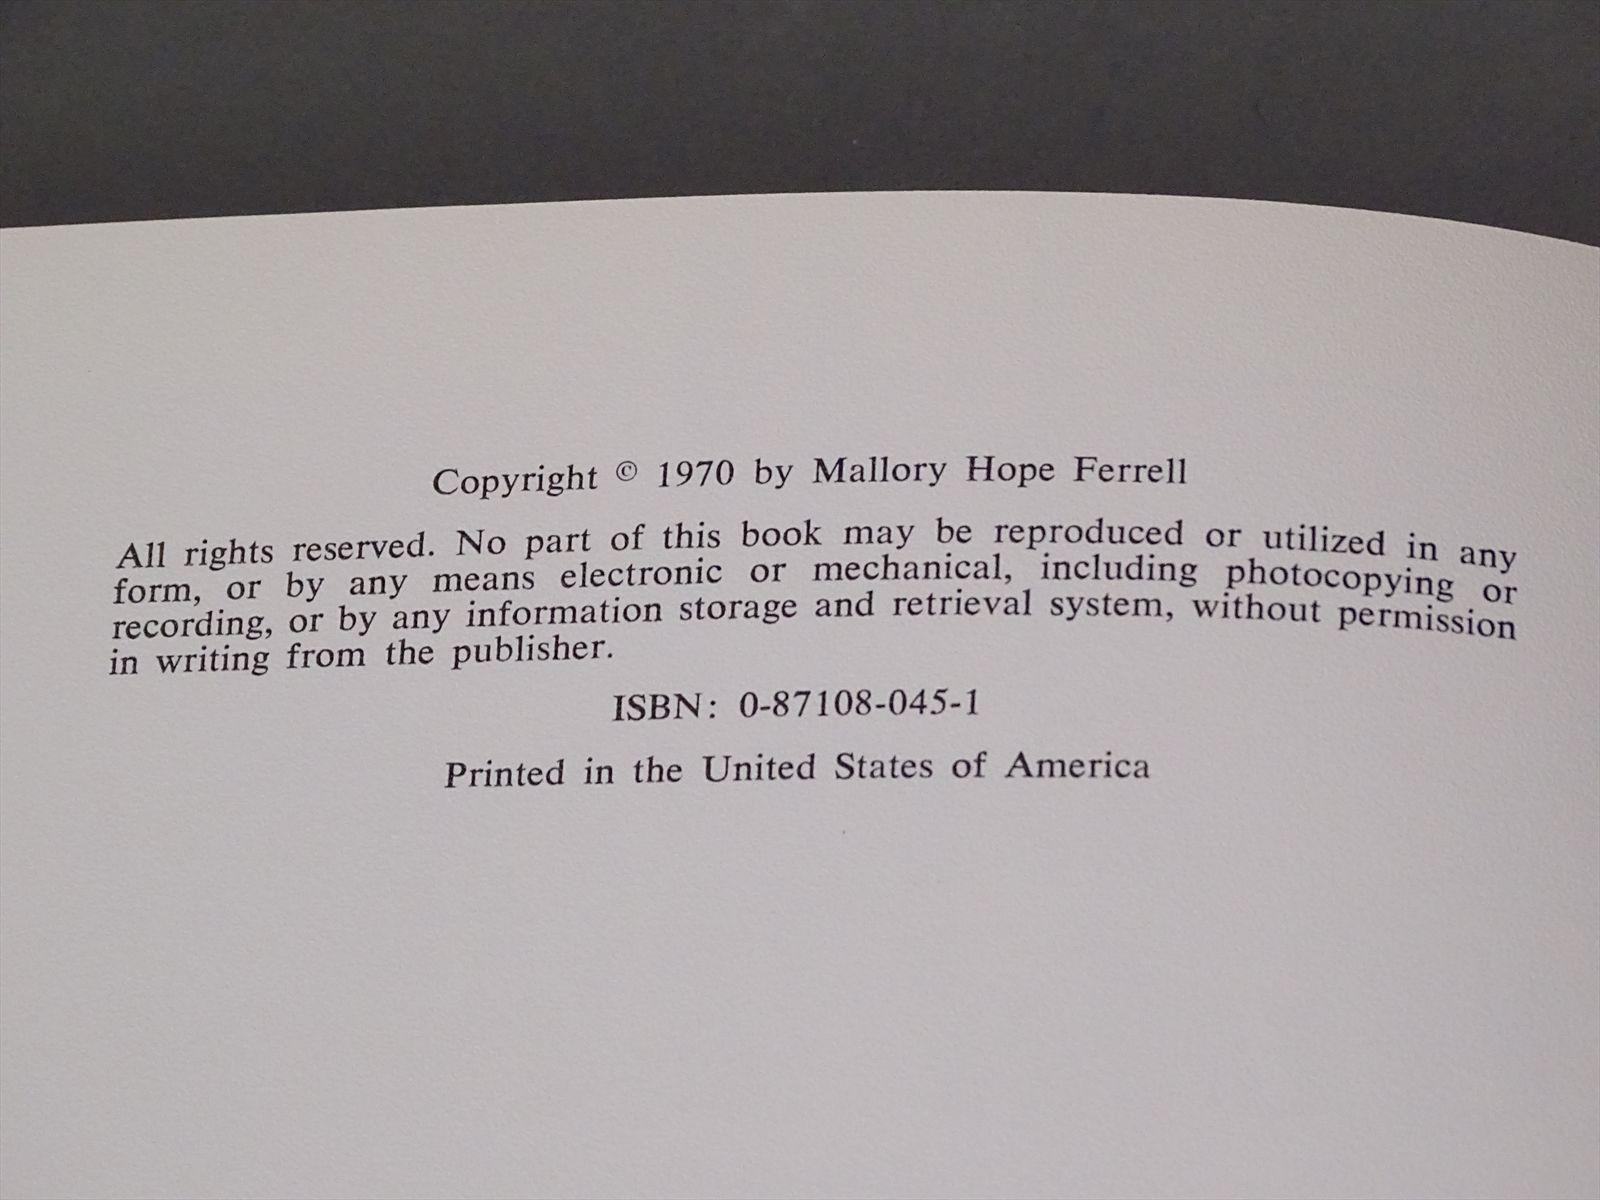 Copyright © 1970 by Mallory Hope Ferrell
All rights reserved. No part of this book may be reproduced or utilized in any
form, or by any means electronic or mechanical, including photocopying or
recording, or by any information storage and retrieval system, without permission
in writing from the publisher.
ISBN: 0-87108-045-1
Printed in the United States of America